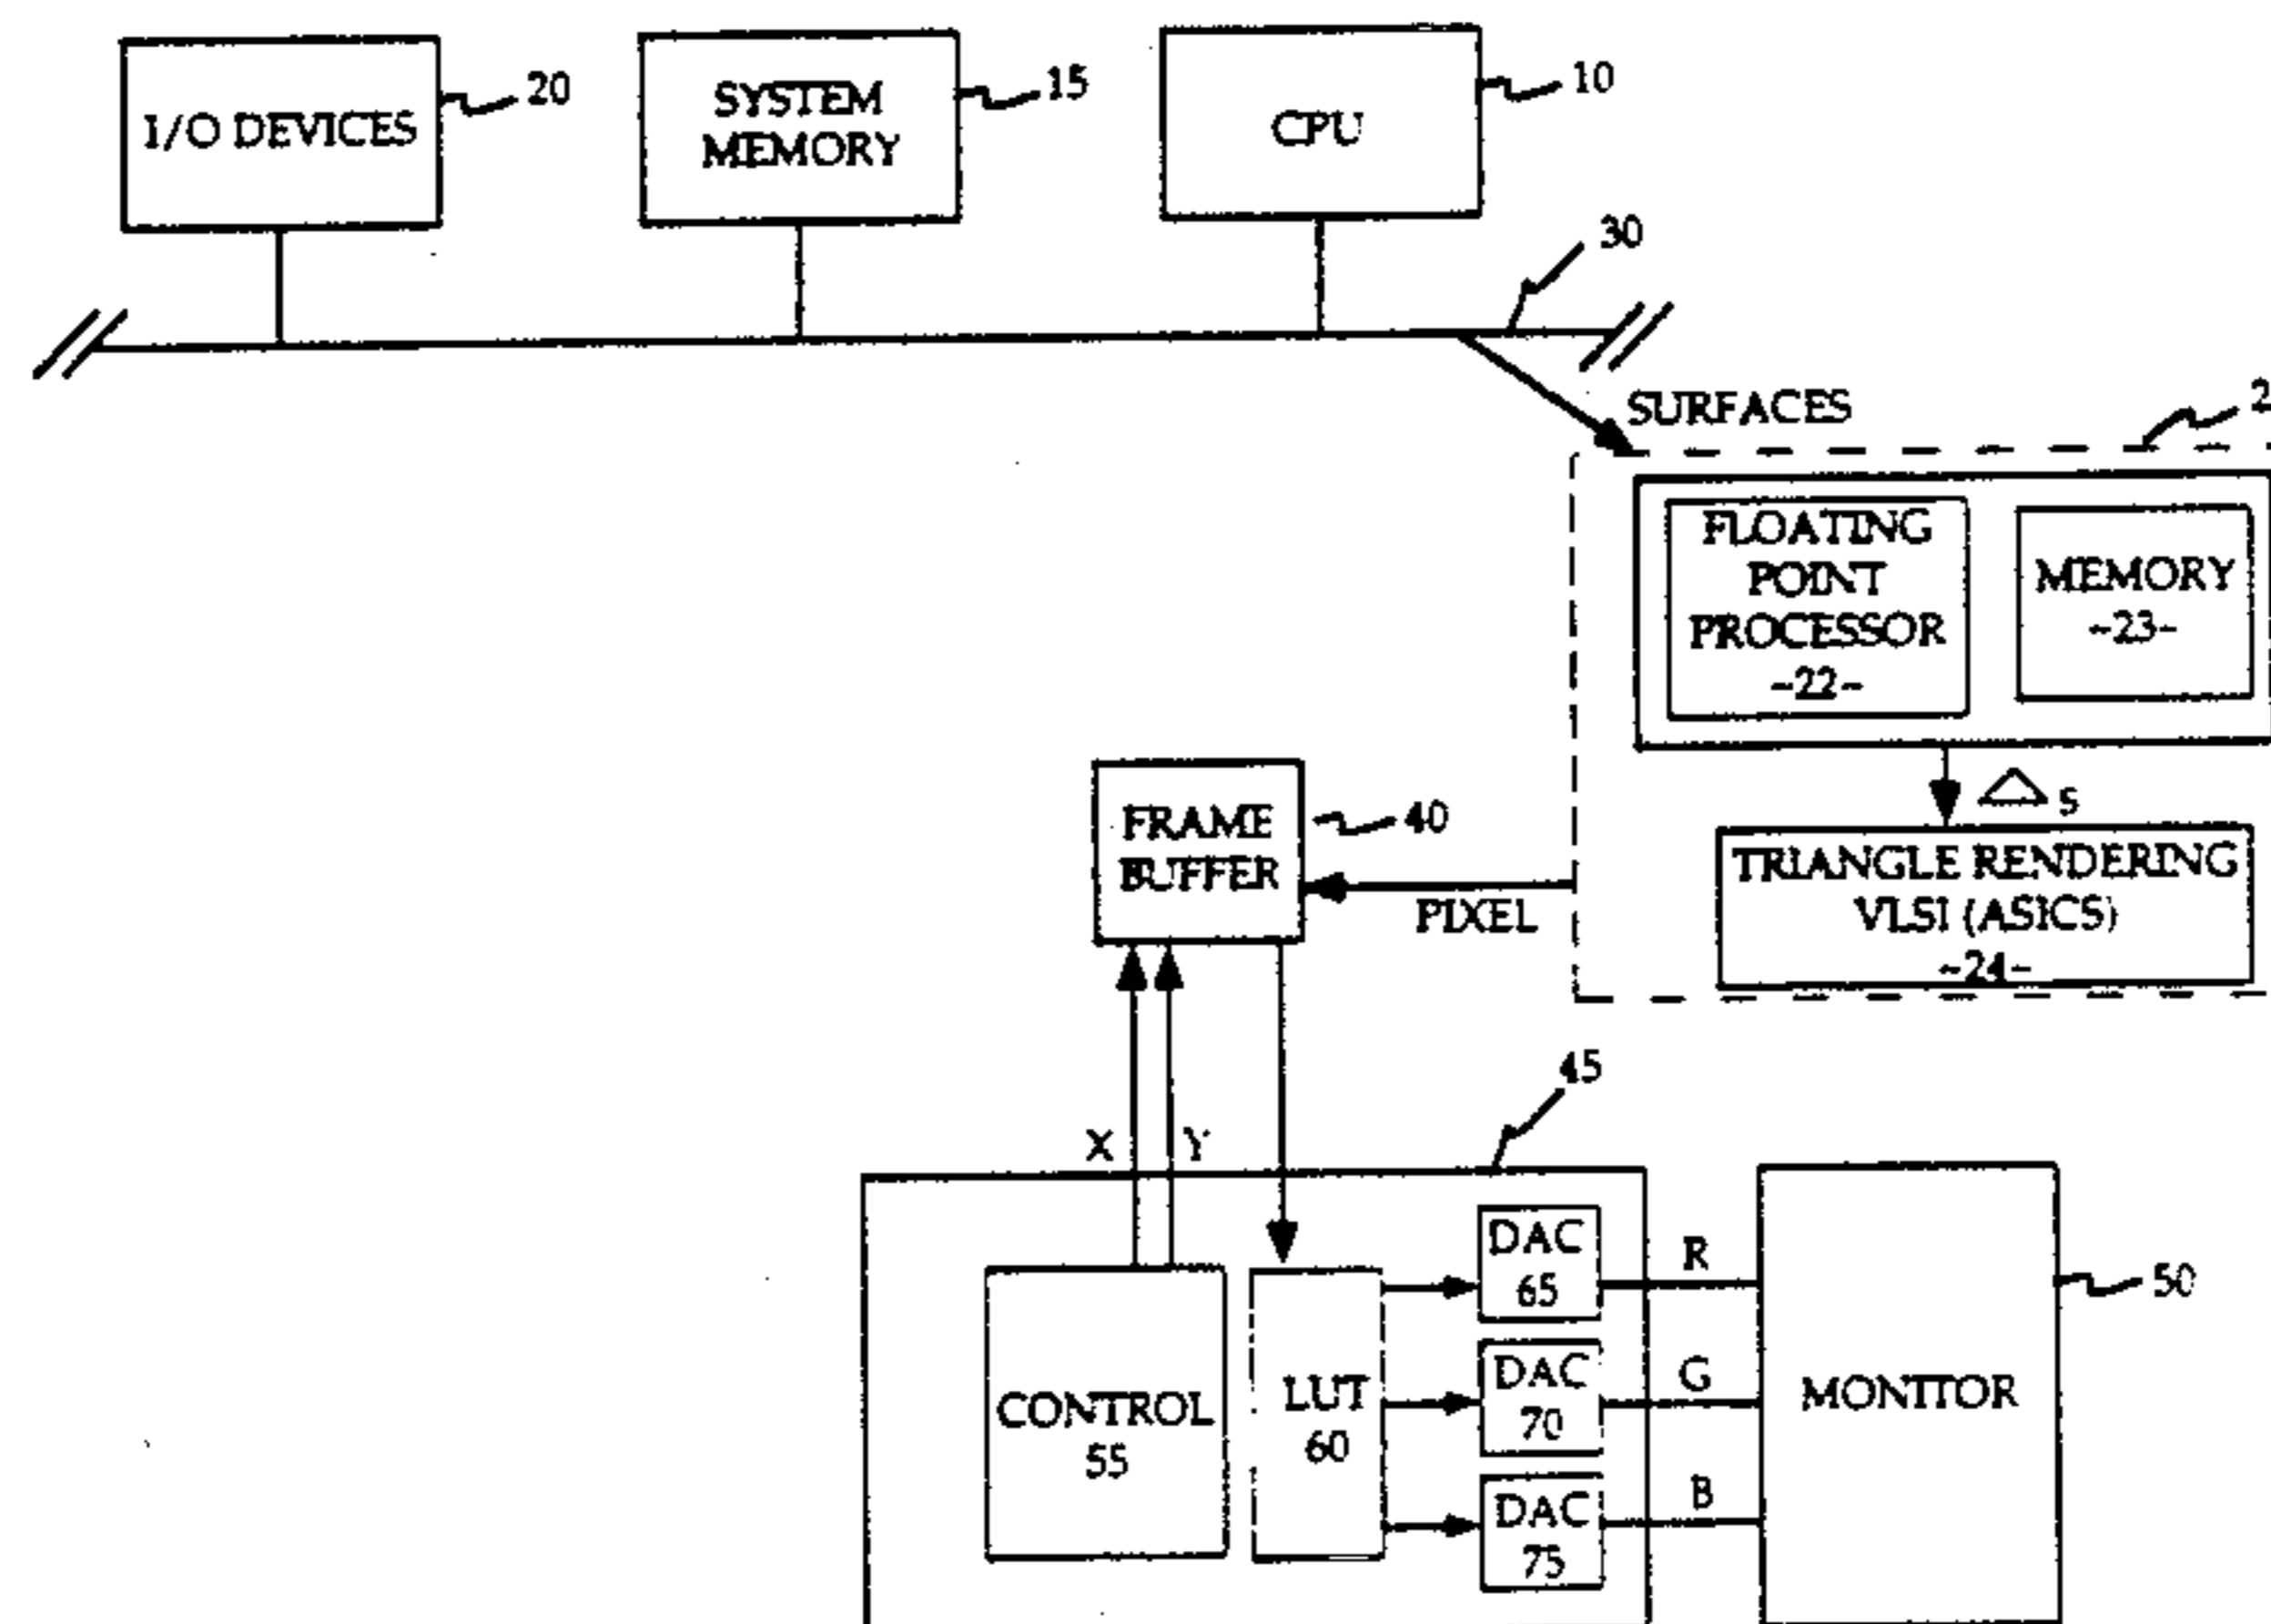 I/O DEVICES
20
SYSTEM
MEMORY
15
CPU
10
30
SURFACES
FLOATING
POINT
PROCESSOR
~22~
MEMORY
~23~
△s
TRIANGLE RENDERING
VLSI (ASICS)
~24~
FRAME
BUFFER
40
PIXEL
X
Y
45
CONTROL
55
LUT
60
DAC
65
DAC
70
DAC
75
R
G
B
MONITOR
50